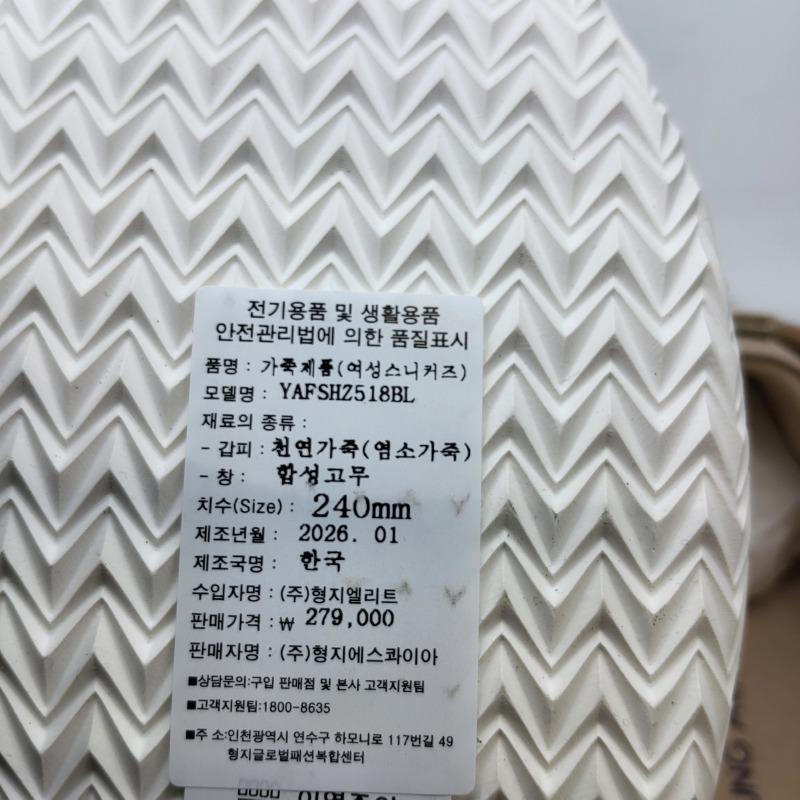 전기용품 및 생활용품
안전관리법에 의한 품질표시
품명 : 가죽제품(여성스니커즈)
모델명 : YAFSHZ518BL
재료의 종류 :
- 갑피 : 천연가죽(염소가죽)
- 창 : 합성고무
치수(Size) : 240mm
제조년월 : 2026. 01
제조국명 : 한국
수입자명 : (주)형지엘리트
판매가격 : ₩ 279,000
판매자명 : (주)형지에스콰이아
■상담문의:구입 판매점 및 본사 고객지원팀
■고객지원팀:1800-8635
■주 소:인천광역시 연수구 하모니로 117번길 49
형지글로벌패션복합센터